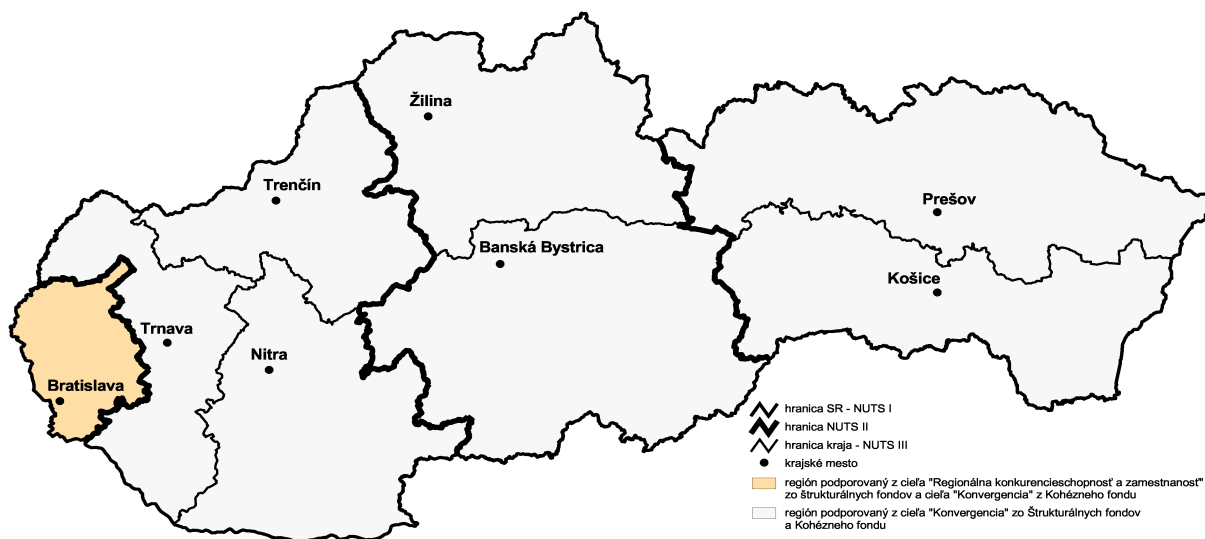 Žilina
Trenčín
Prešov
Banská Bystrica
Košice
Trnava
Nitra
Bratislava
hranica SR - NUTS I
hranica NUTS II
hranica kraja - NUTS III
krajské mesto
región podporovaný z cieľa "Regionálna konkurencieschopnosť a zamestnanosť"
zo štrukturálnych fondov a cieľa "Konvergencia" z Kohézneho fondu
región podporovaný z cieľa "Konvergencia" zo Štrukturálnych fondov
a Kohézneho fondu